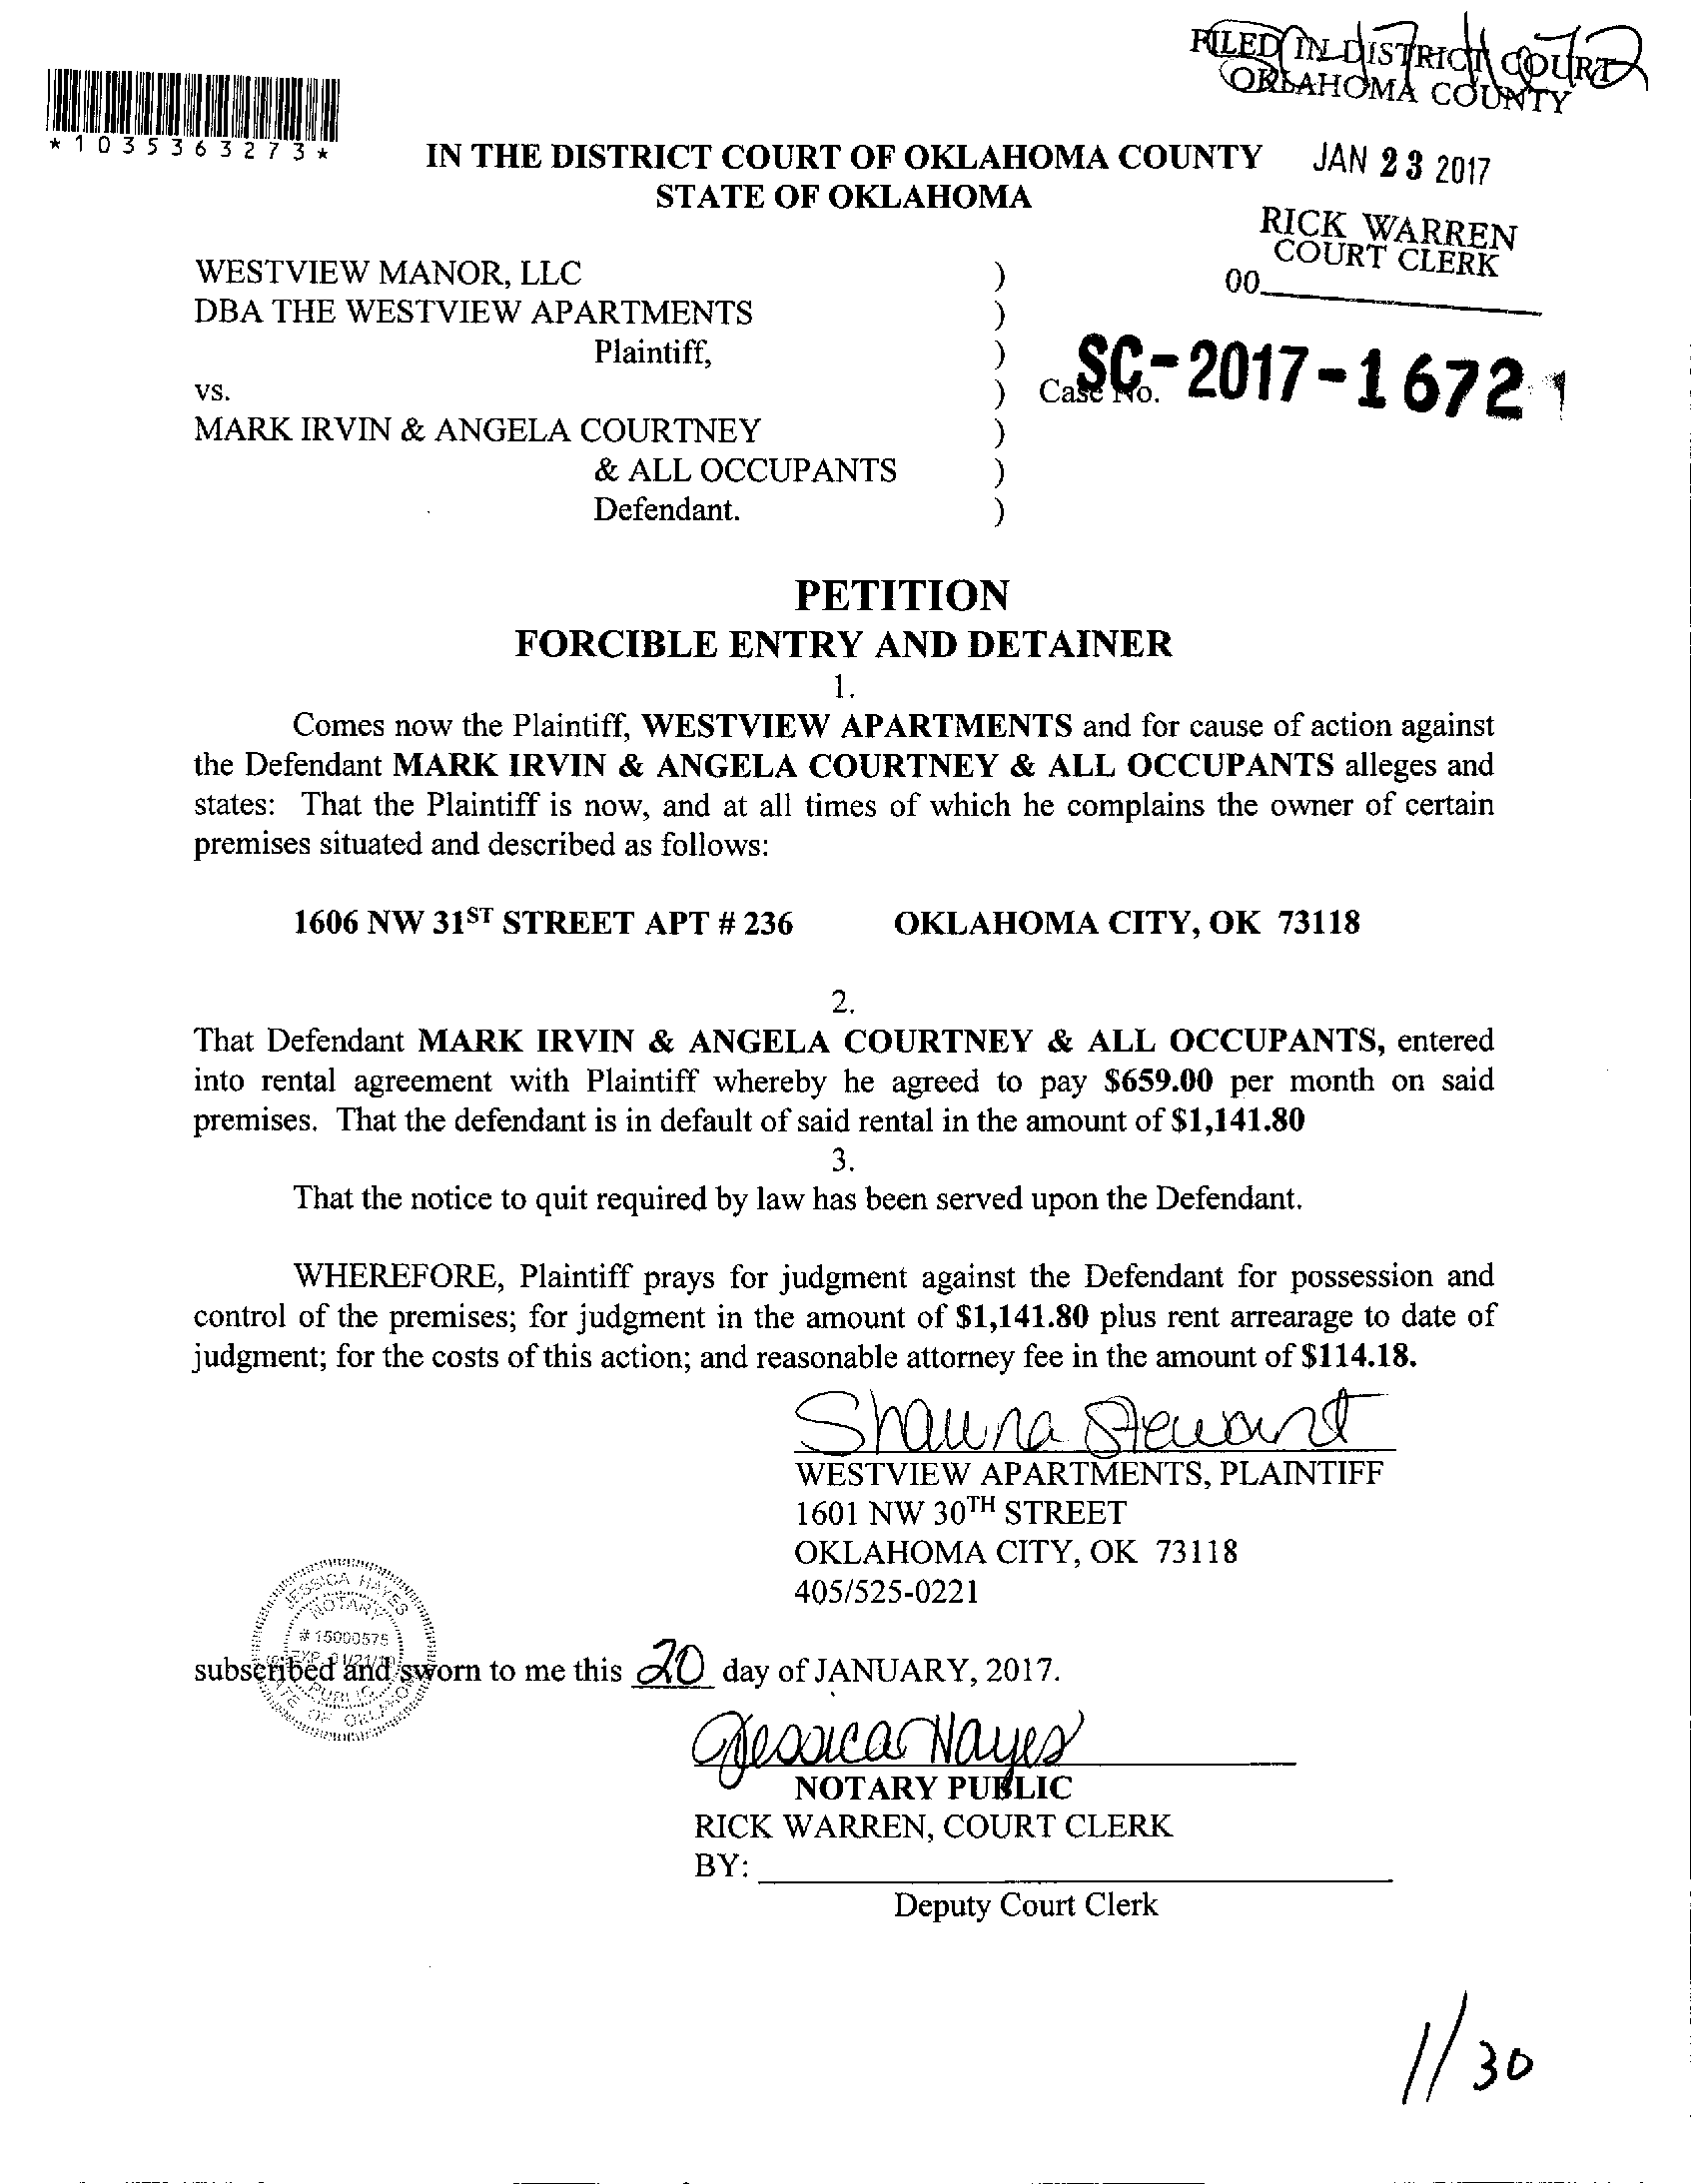 FILED IN DISTRICT COURT
OKLAHOMA COUNTY
*1035363273*
IN THE DISTRICT COURT OF OKLAHOMA COUNTY
STATE OF OKLAHOMA
JAN 23 2017
RICK WARREN
COURT CLERK
00
WESTVIEW MANOR, LLC )
DBA THE WESTVIEW APARTMENTS )
Plaintiff, )
vs. ) Case No. SC-2017-1672
MARK IRVIN & ANGELA COURTNEY )
& ALL OCCUPANTS )
Defendant. )
PETITION
FORCIBLE ENTRY AND DETAINER
1.
Comes now the Plaintiff, WESTVIEW APARTMENTS and for cause of action against
the Defendant MARK IRVIN & ANGELA COURTNEY & ALL OCCUPANTS alleges and
states: That the Plaintiff is now, and at all times of which he complains the owner of certain
premises situated and described as follows:
1606 NW 31ST STREET APT # 236 OKLAHOMA CITY, OK 73118
2.
That Defendant MARK IRVIN & ANGELA COURTNEY & ALL OCCUPANTS, entered
into rental agreement with Plaintiff whereby he agreed to pay $659.00 per month on said
premises. That the defendant is in default of said rental in the amount of $1,141.80
3.
That the notice to quit required by law has been served upon the Defendant.
WHEREFORE, Plaintiff prays for judgment against the Defendant for possession and
control of the premises; for judgment in the amount of $1,141.80 plus rent arrearage to date of
judgment; for the costs of this action; and reasonable attorney fee in the amount of $114.18.
Shauna Stewart
WESTVIEW APARTMENTS, PLAINTIFF
1601 NW 30TH STREET
OKLAHOMA CITY, OK 73118
405/525-0221
JESSICA HAYES
NOTARY
# 15000575
PUBLIC
STATE OF OKLAHOMA
subscribed and sworn to me this 20 day of JANUARY, 2017.
Jessica Hayes
NOTARY PUBLIC
RICK WARREN, COURT CLERK
BY:
Deputy Court Clerk
1/30